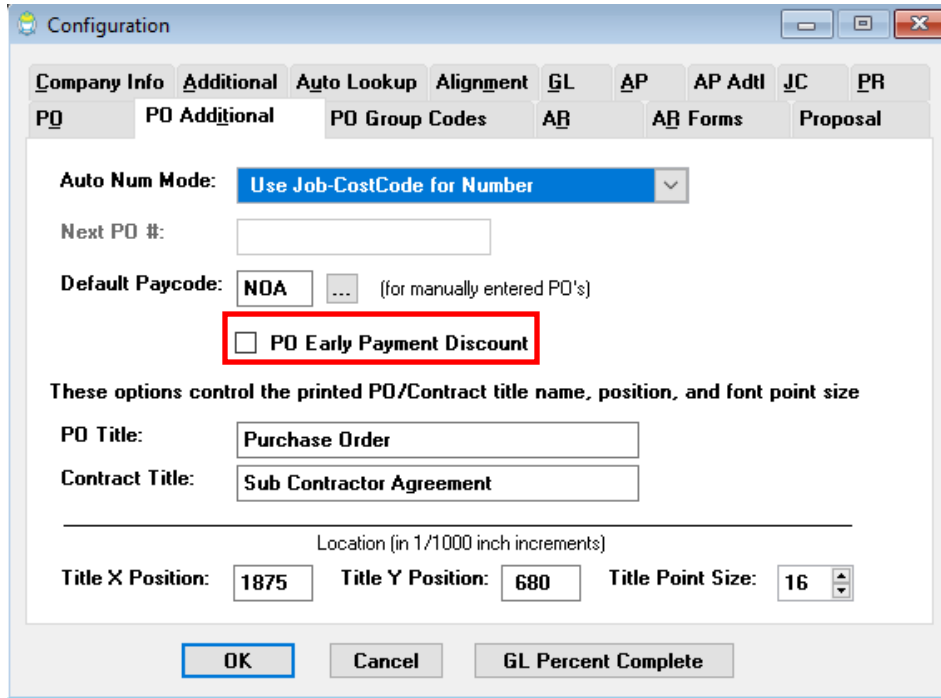 Configuration
Company Info Additional Auto Lookup Alignment GL AP AP Adtl JC PR
PO PO Additional PO Group Codes AR AR Forms Proposal
Auto Num Mode: Use Job-CostCode for Number
Next PO #:
Default Paycode: NOA ... (for manually entered PO's)
PO Early Payment Discount
These options control the printed PO/Contract title name, position, and font point size
PO Title: Purchase Order
Contract Title: Sub Contractor Agreement
Location (in 1/1000 inch increments)
Title X Position: 1875 Title Y Position: 680 Title Point Size: 16
OK Cancel GL Percent Complete